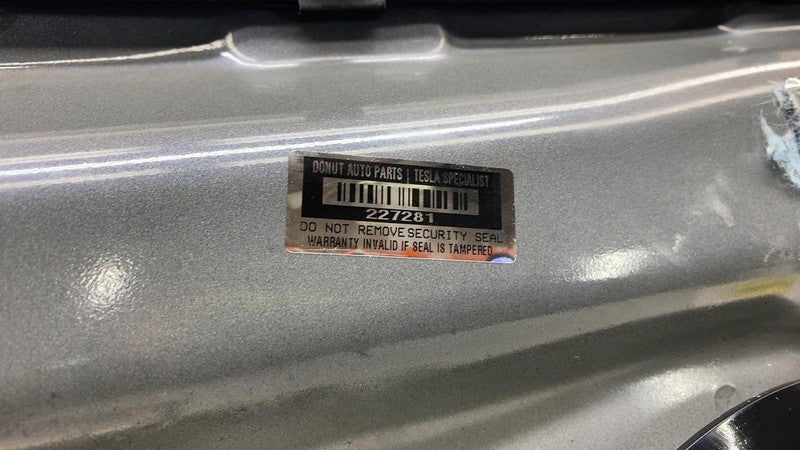 DONUT AUTO PARTS | TESLA SPECIALIST
227281
DO NOT REMOVE SECURITY SEAL
WARRANTY INVALID IF SEAL IS TAMPERED